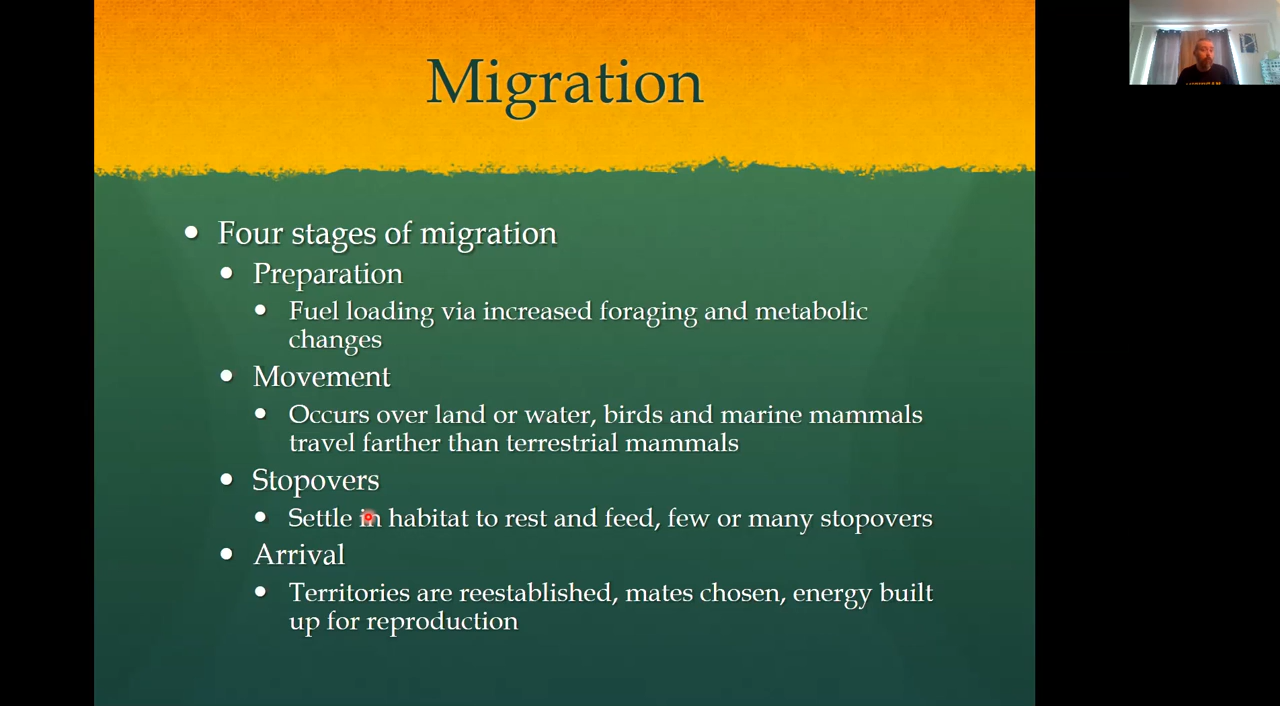 Migration
Four stages of migration
Preparation
Fuel loading via increased foraging and metabolic
changes
Movement
Occurs over land or water, birds and marine mammals
travel farther than terrestrial mammals
Stopovers
Settle in habitat to rest and feed, few or many stopovers
Arrival
Territories are reestablished, mates chosen, energy built
up for reproduction